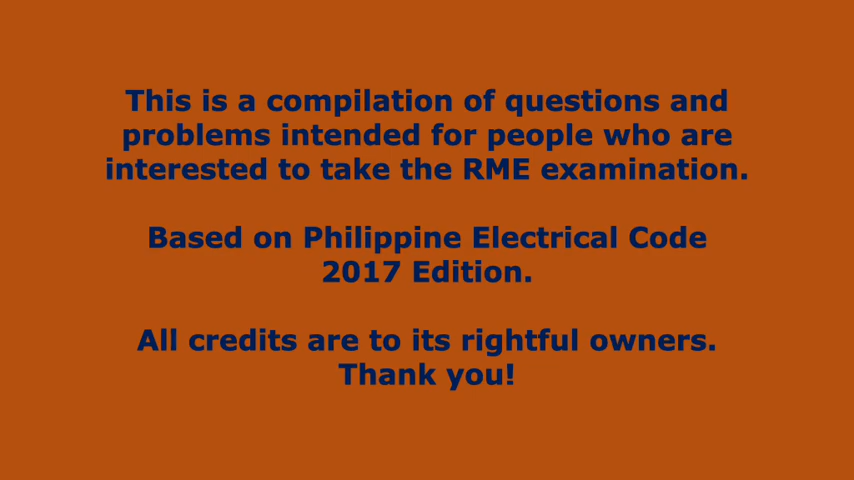 This is a compilation of questions and
problems intended for people who are
interested to take the RME examination.
Based on Philippine Electrical Code
2017 Edition.
All credits are to its rightful owners.
Thank you!